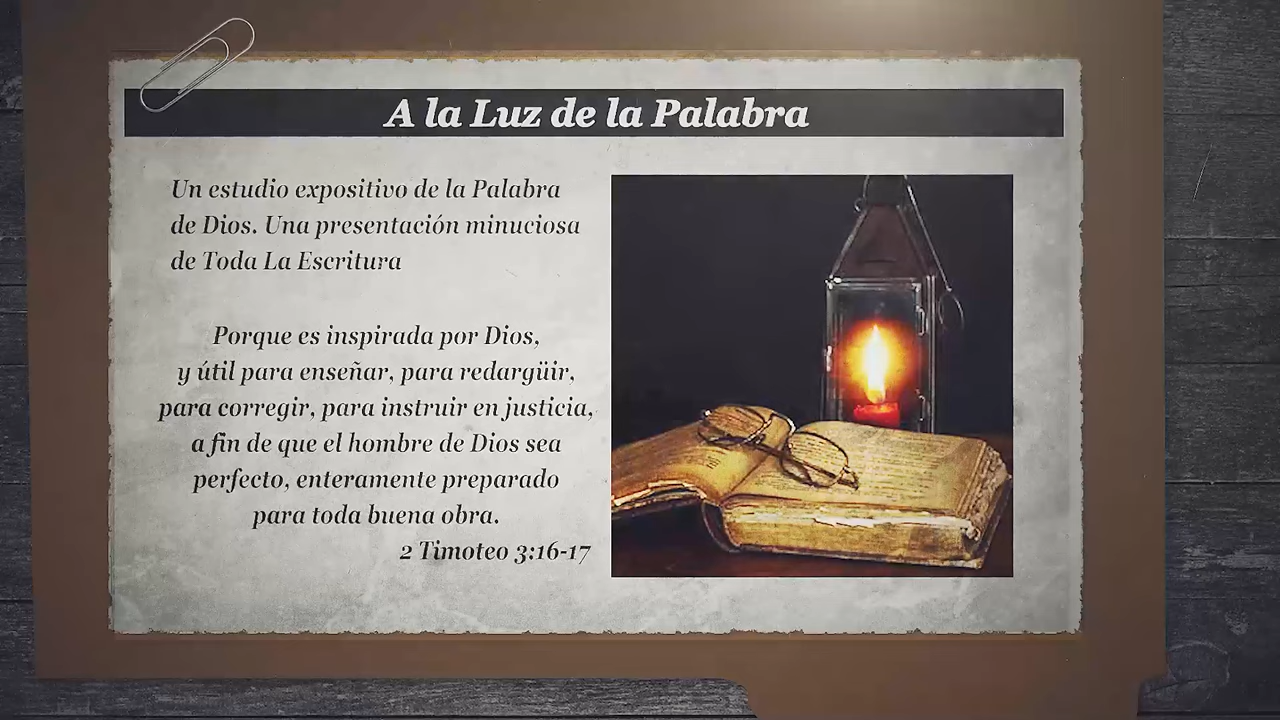 A la Luz de la Palabra
Un estudio expositivo de la Palabra
de Dios. Una presentación minuciosa
de Toda La Escritura
Porque es inspirada por Dios,
y útil para enseñar, para redargüir,
para corregir, para instruir en justicia,
a fin de que el hombre de Dios sea
perfecto, enteramente preparado
para toda buena obra.
2 Timoteo 3:16-17